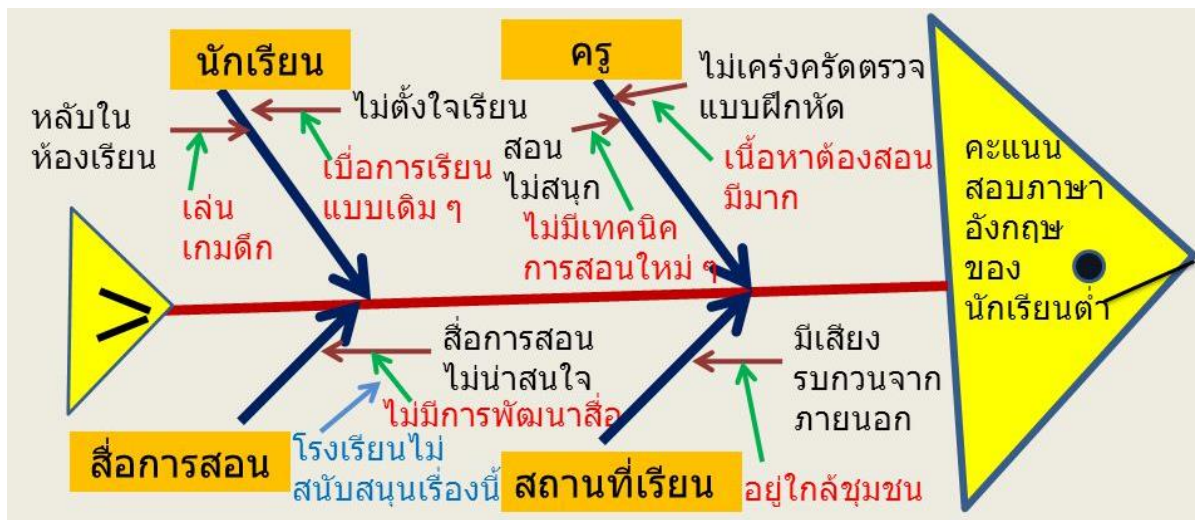 นักเรียน
หลับใน
ห้องเรียน
เล่น
เกมดึก
ไม่ตั้งใจเรียน
เบื่อการเรียน
แบบเดิม ๆ
ครู
สอน
ไม่สนุก
ไม่มีเทคนิค
การสอนใหม่ ๆ
ไม่เคร่งครัดตรวจ
แบบฝึกหัด
เนื้อหาต้องสอน
มีมาก
คะแนน
สอบภาษา
อังกฤษ
ของ
นักเรียนต่ำ
สื่อการสอน
สื่อการสอน
ไม่น่าสนใจ
ไม่มีการพัฒนาสื่อ
โรงเรียนไม่
สนับสนุนเรื่องนี้
สถานที่เรียน
มีเสียง
รบกวนจาก
ภายนอก
อยู่ใกล้ชุมชน